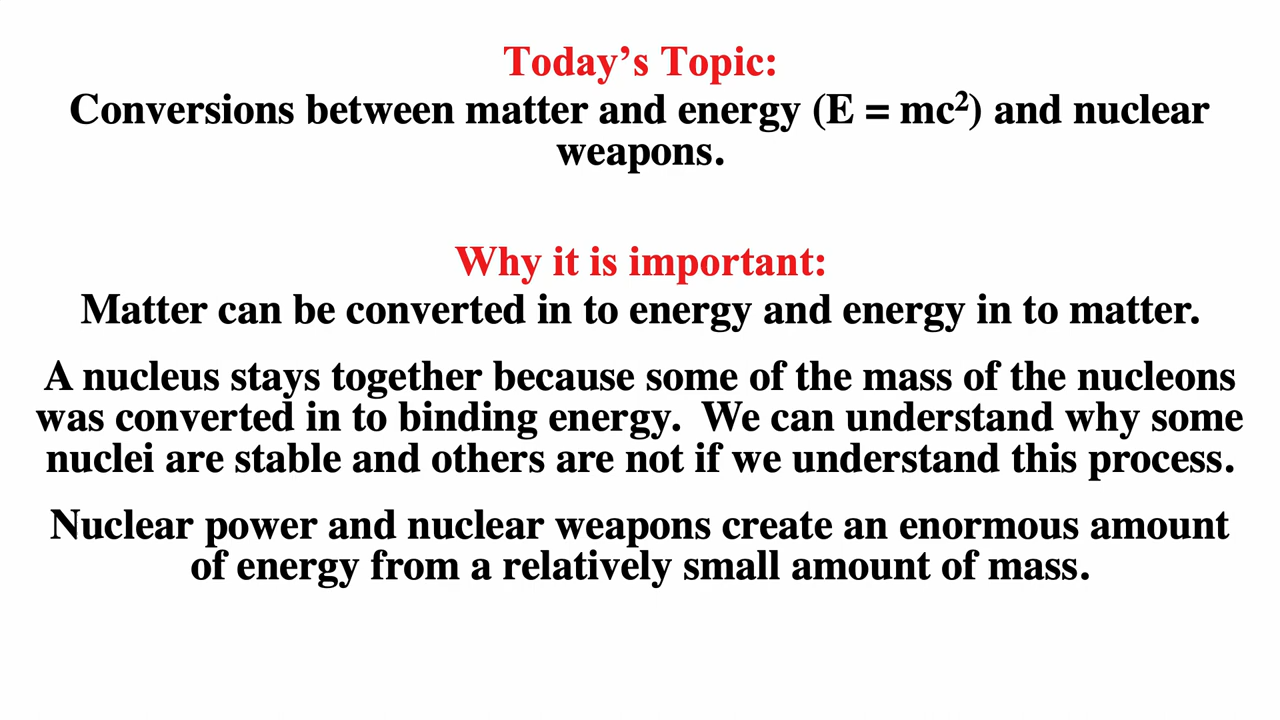 Today’s Topic:
Conversions between matter and energy (E = mc²) and nuclear
weapons.
Why it is important:
Matter can be converted in to energy and energy in to matter.
A nucleus stays together because some of the mass of the nucleons
was converted in to binding energy.  We can understand why some
nuclei are stable and others are not if we understand this process.
Nuclear power and nuclear weapons create an enormous amount
of energy from a relatively small amount of mass.